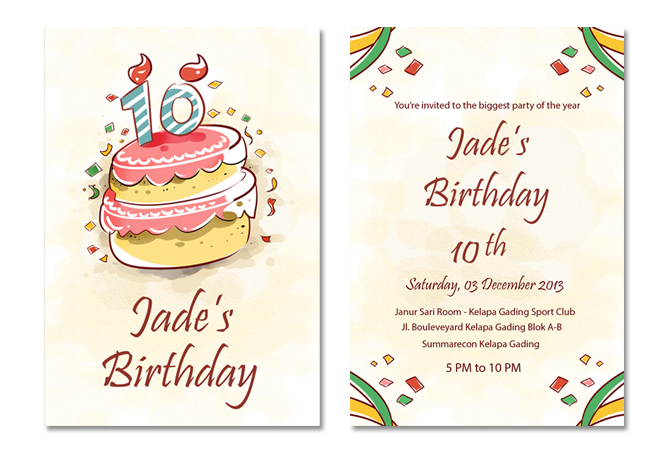 10
Jade's
Birthday
You're invited to the biggest party of the year
Jade's
Birthday
10th
Saturday, 03 December 2013
Janur Sari Room - Kelapa Gading Sport Club
Jl. Bouleveyard Kelapa Gading Blok A-B
Summarecon Kelapa Gading
5 PM to 10 PM